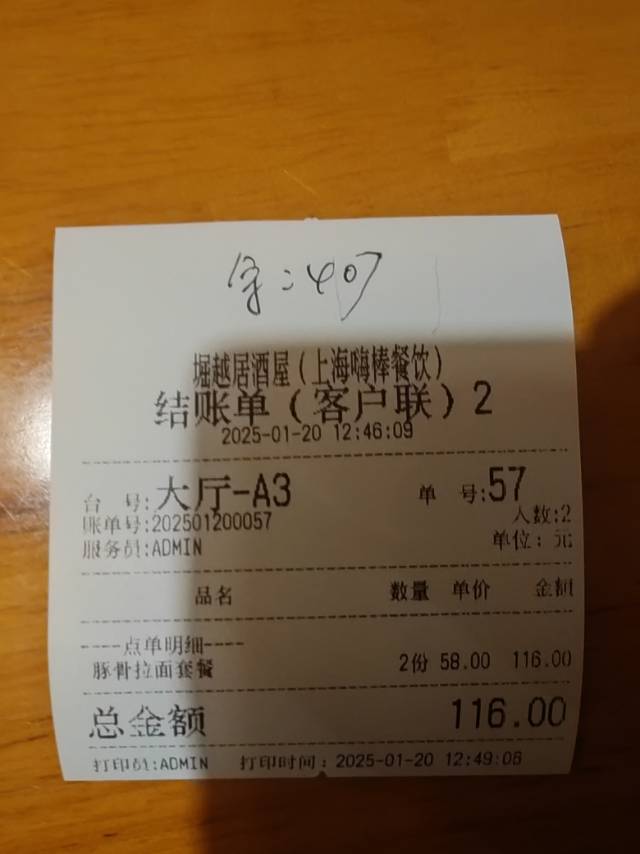 字：407
堀越居酒屋（上海嗨棒餐饮）
结账单（客户联）2
2025-01-20 12:46:09
台 号:大厅-A3 单 号:57
账单号:202501200057 人数:2
服务员:ADMIN 单位：元
品名 数量 单价 金额
----点单明细----
豚骨拉面套餐 2份 58.00 116.00
总金额 116.00
打印员:ADMIN 打印时间：2025-01-20 12:49:08